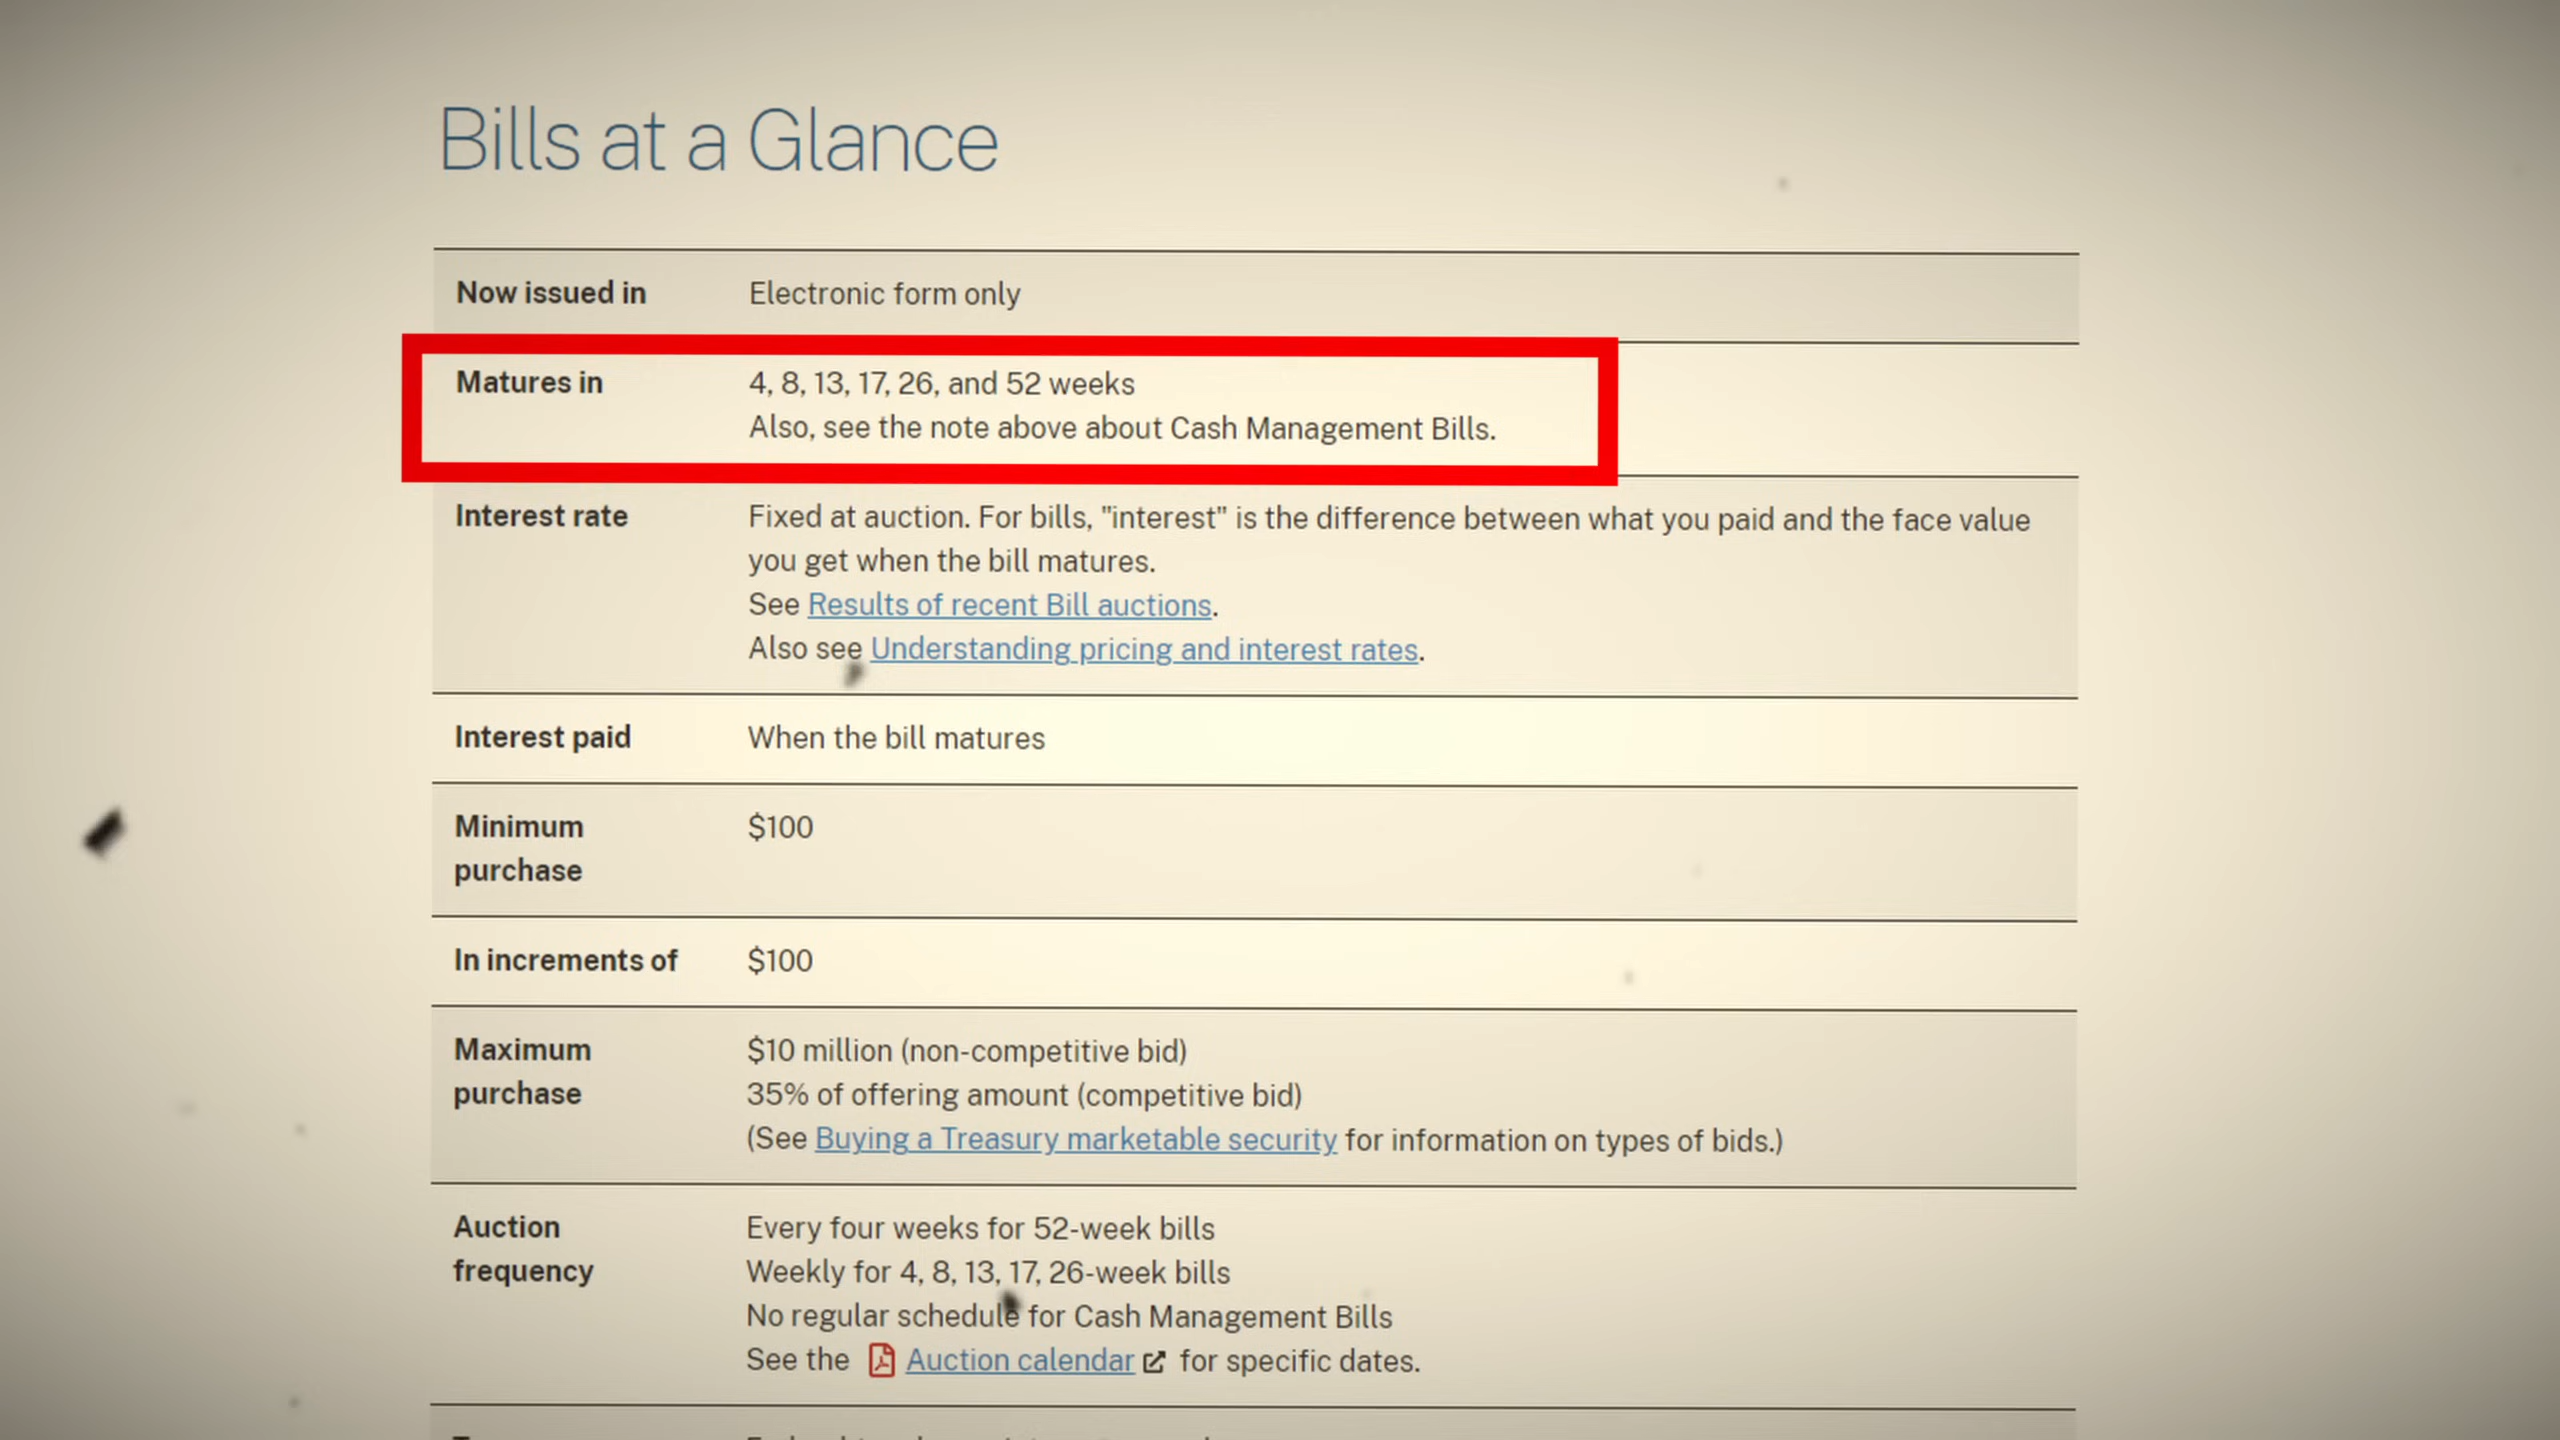 Bills at a Glance
Now issued in
Electronic form only
Matures in
4, 8, 13, 17, 26, and 52 weeks
Also, see the note above about Cash Management Bills.
Interest rate
Fixed at auction. For bills, "interest" is the difference between what you paid and the face value
you get when the bill matures.
See Results of recent Bill auctions.
Also see Understanding pricing and interest rates.
Interest paid
When the bill matures
Minimum
purchase
$100
In increments of
$100
Maximum
purchase
$10 million (non-competitive bid)
35% of offering amount (competitive bid)
(See Buying a Treasury marketable security for information on types of bids.)
Auction
frequency
Every four weeks for 52-week bills
Weekly for 4, 8, 13, 17, 26-week bills
No regular schedule for Cash Management Bills
See the Auction calendar for specific dates.